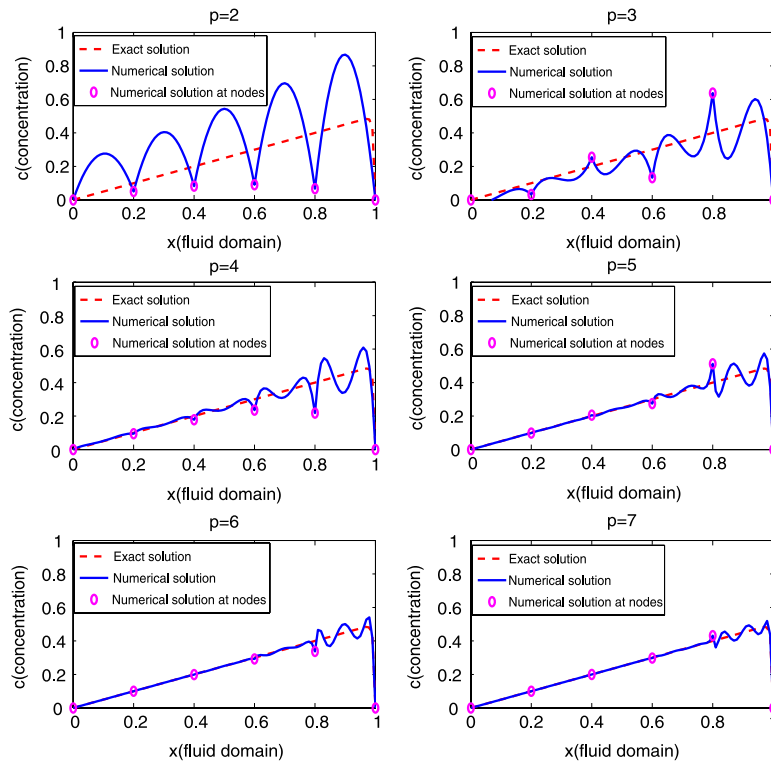 p=2
1
0.8
0.6
0.4
0.2
0
0
0.2
0.4
0.6
0.8
1
c(concentration)
x(fluid domain)
Exact solution
Numerical solution
Numerical solution at nodes
p=3
1
0.8
0.6
0.4
0.2
0
0
0.2
0.4
0.6
0.8
1
c(concentration)
x(fluid domain)
Exact solution
Numerical solution
Numerical solution at nodes
p=4
1
0.8
0.6
0.4
0.2
0
0
0.2
0.4
0.6
0.8
1
c(concentration)
x(fluid domain)
Exact solution
Numerical solution
Numerical solution at nodes
p=5
1
0.8
0.6
0.4
0.2
0
0
0.2
0.4
0.6
0.8
1
c(concentration)
x(fluid domain)
Exact solution
Numerical solution
Numerical solution at nodes
p=6
1
0.8
0.6
0.4
0.2
0
0
0.2
0.4
0.6
0.8
1
c(concentration)
x(fluid domain)
Exact solution
Numerical solution
Numerical solution at nodes
p=7
1
0.8
0.6
0.4
0.2
0
0
0.2
0.4
0.6
0.8
1
c(concentration)
x(fluid domain)
Exact solution
Numerical solution
Numerical solution at nodes